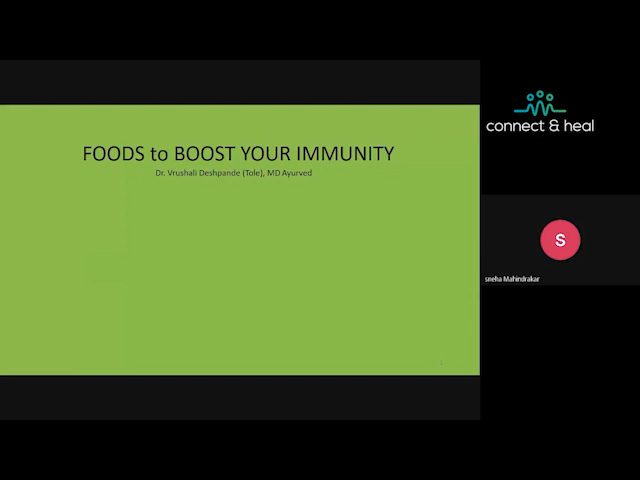 FOODS to BOOST YOUR IMMUNITY
Dr. Vrushali Deshpande (Tole), MD Ayurved
connect & heal
S
sneha Mahindrakar